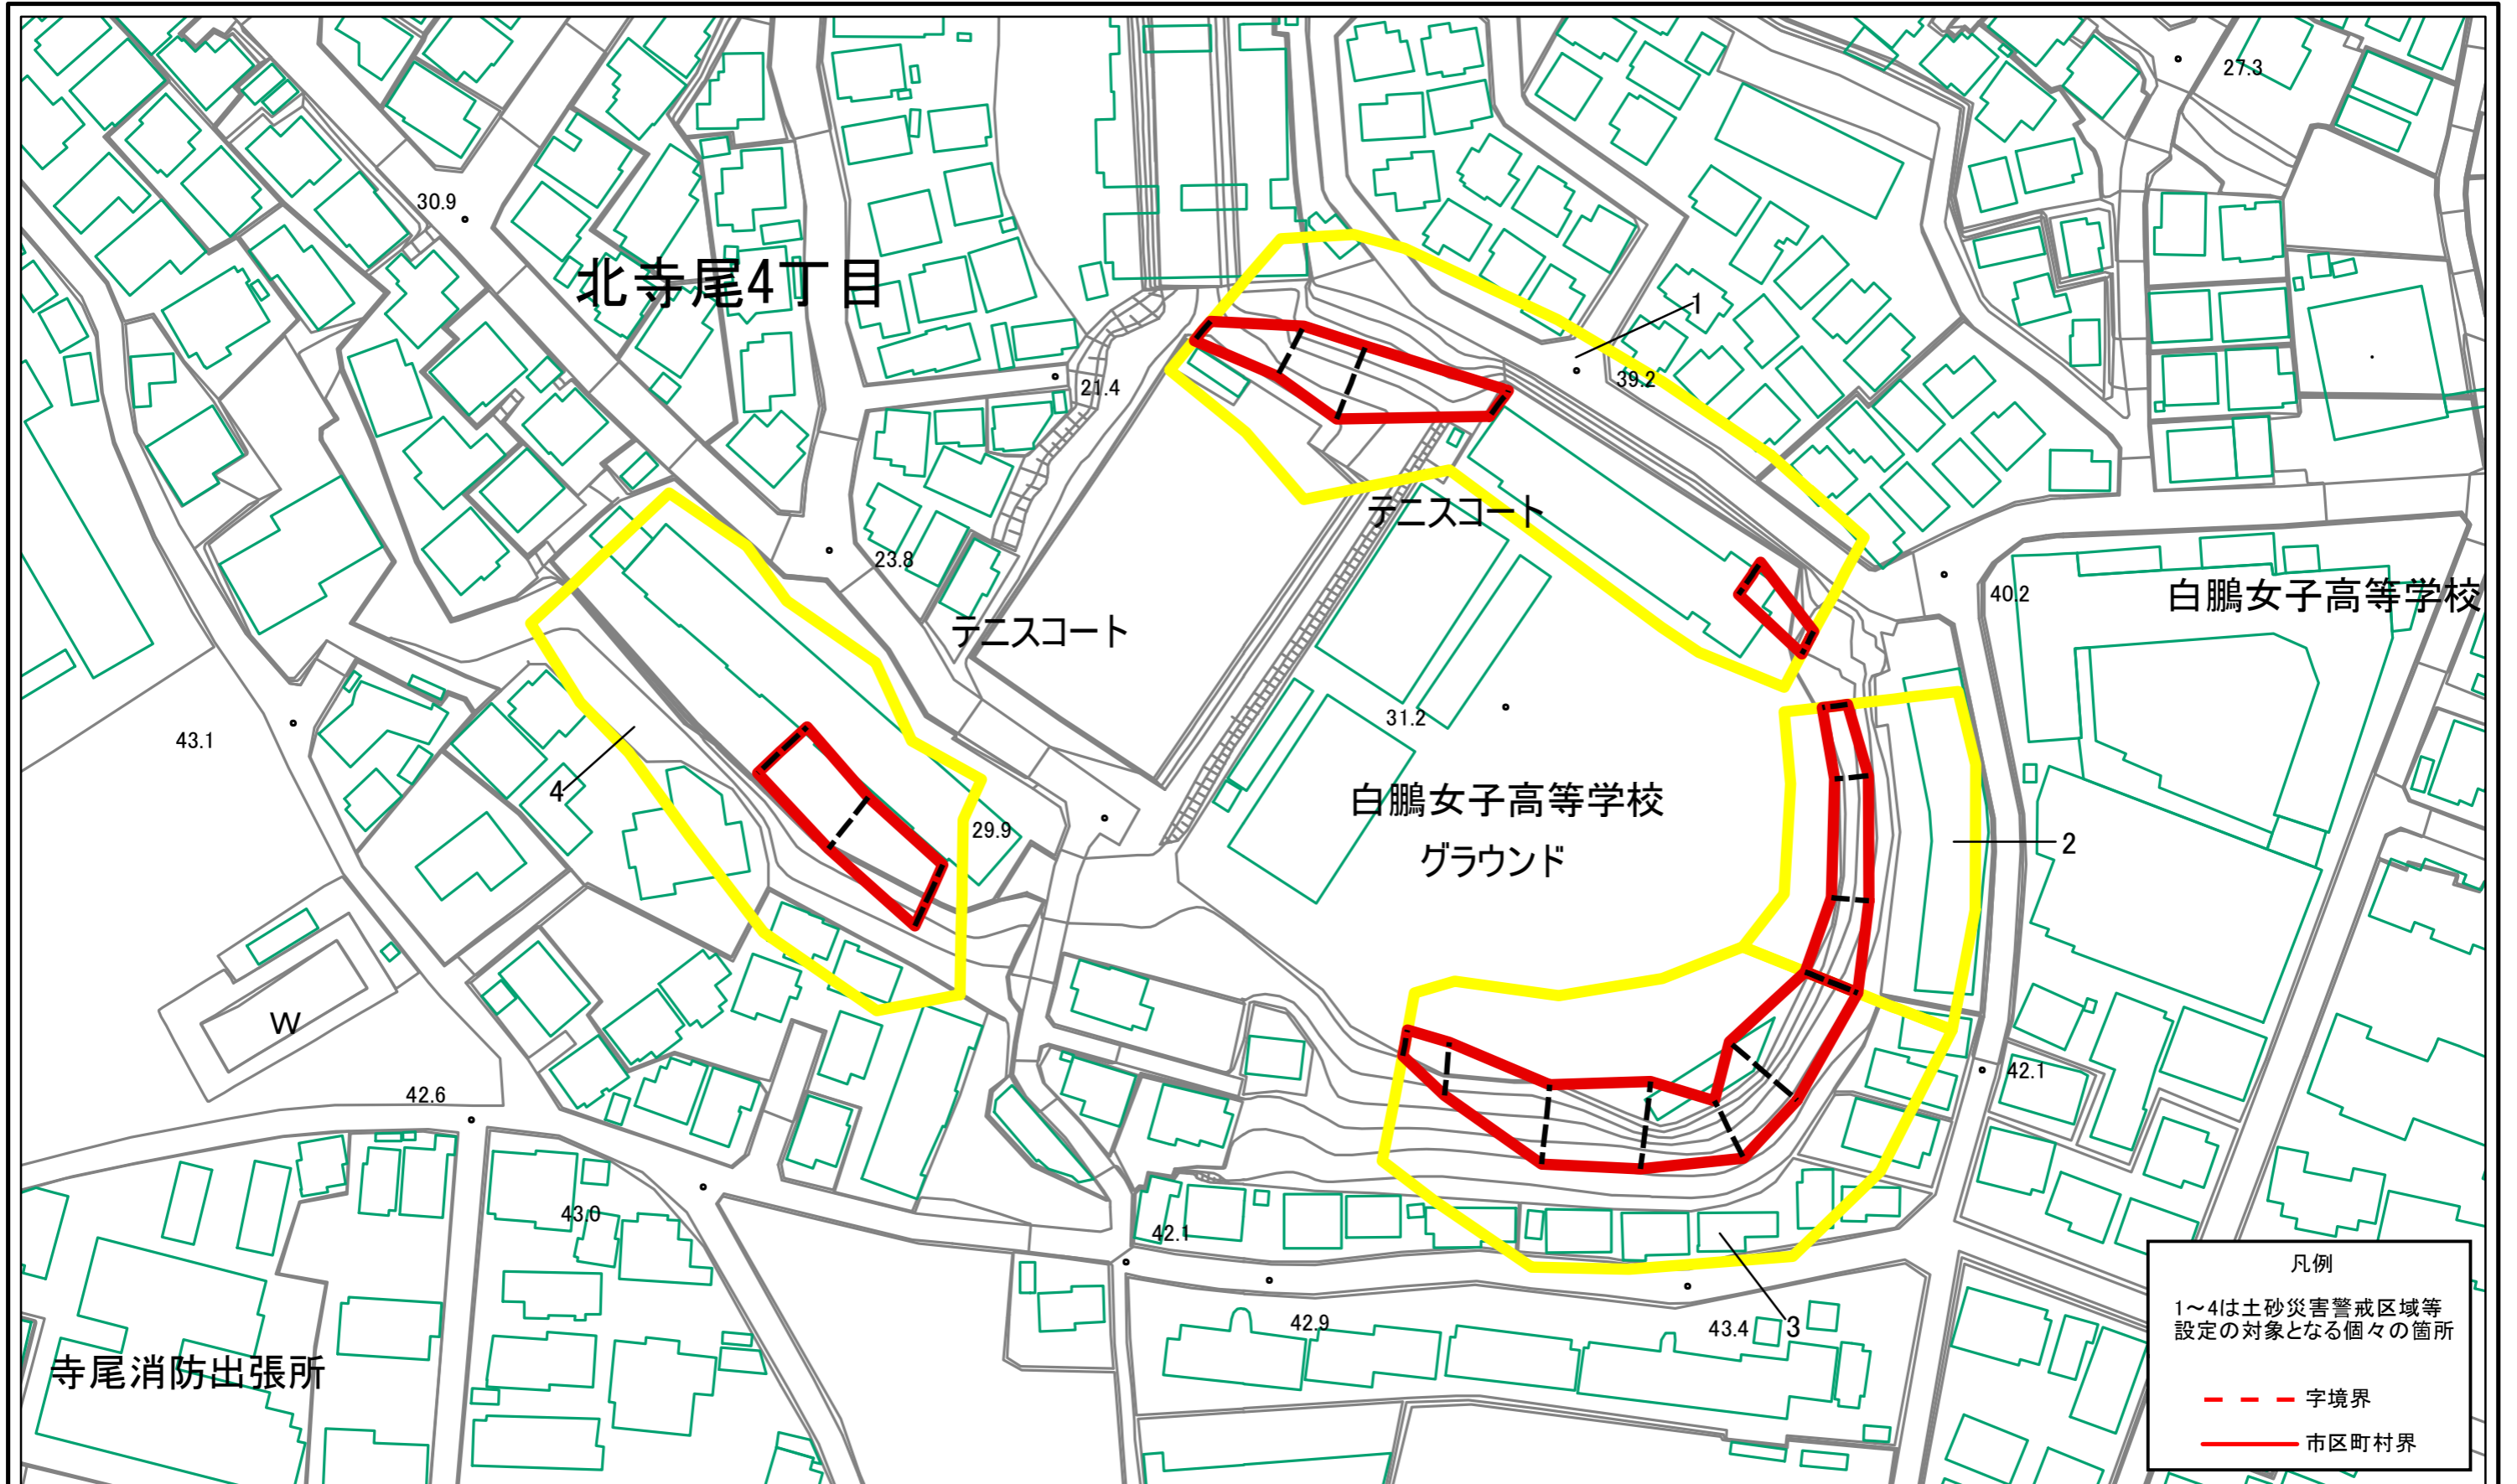 27.3
30.9
北寺尾4丁目
1
39.2
21.4
テニスコート
23.8
40.2
白鵬女子高等学校
テニスコート
31.2
43.1
4
白鵬女子高等学校
グラウンド
29.9
2
W
42.6
42.1
43.0
42.1
42.9
43.4
3
寺尾消防出張所
凡例
1～4は土砂災害警戒区域等
設定の対象となる個々の箇所
字境界
市区町村界